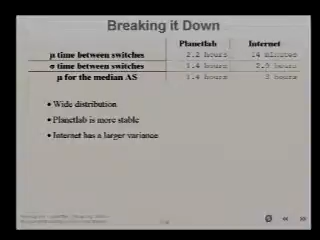 Breaking it Down
Planetlab Internet
μ time between switches 2.2 hours 14 minutes
σ time between switches 1.4 hours 2.9 hours
μ for the median AS 1.4 hours 3 hours
• Wide distribution
• Planetlab is more stable
• Internet has a larger variance